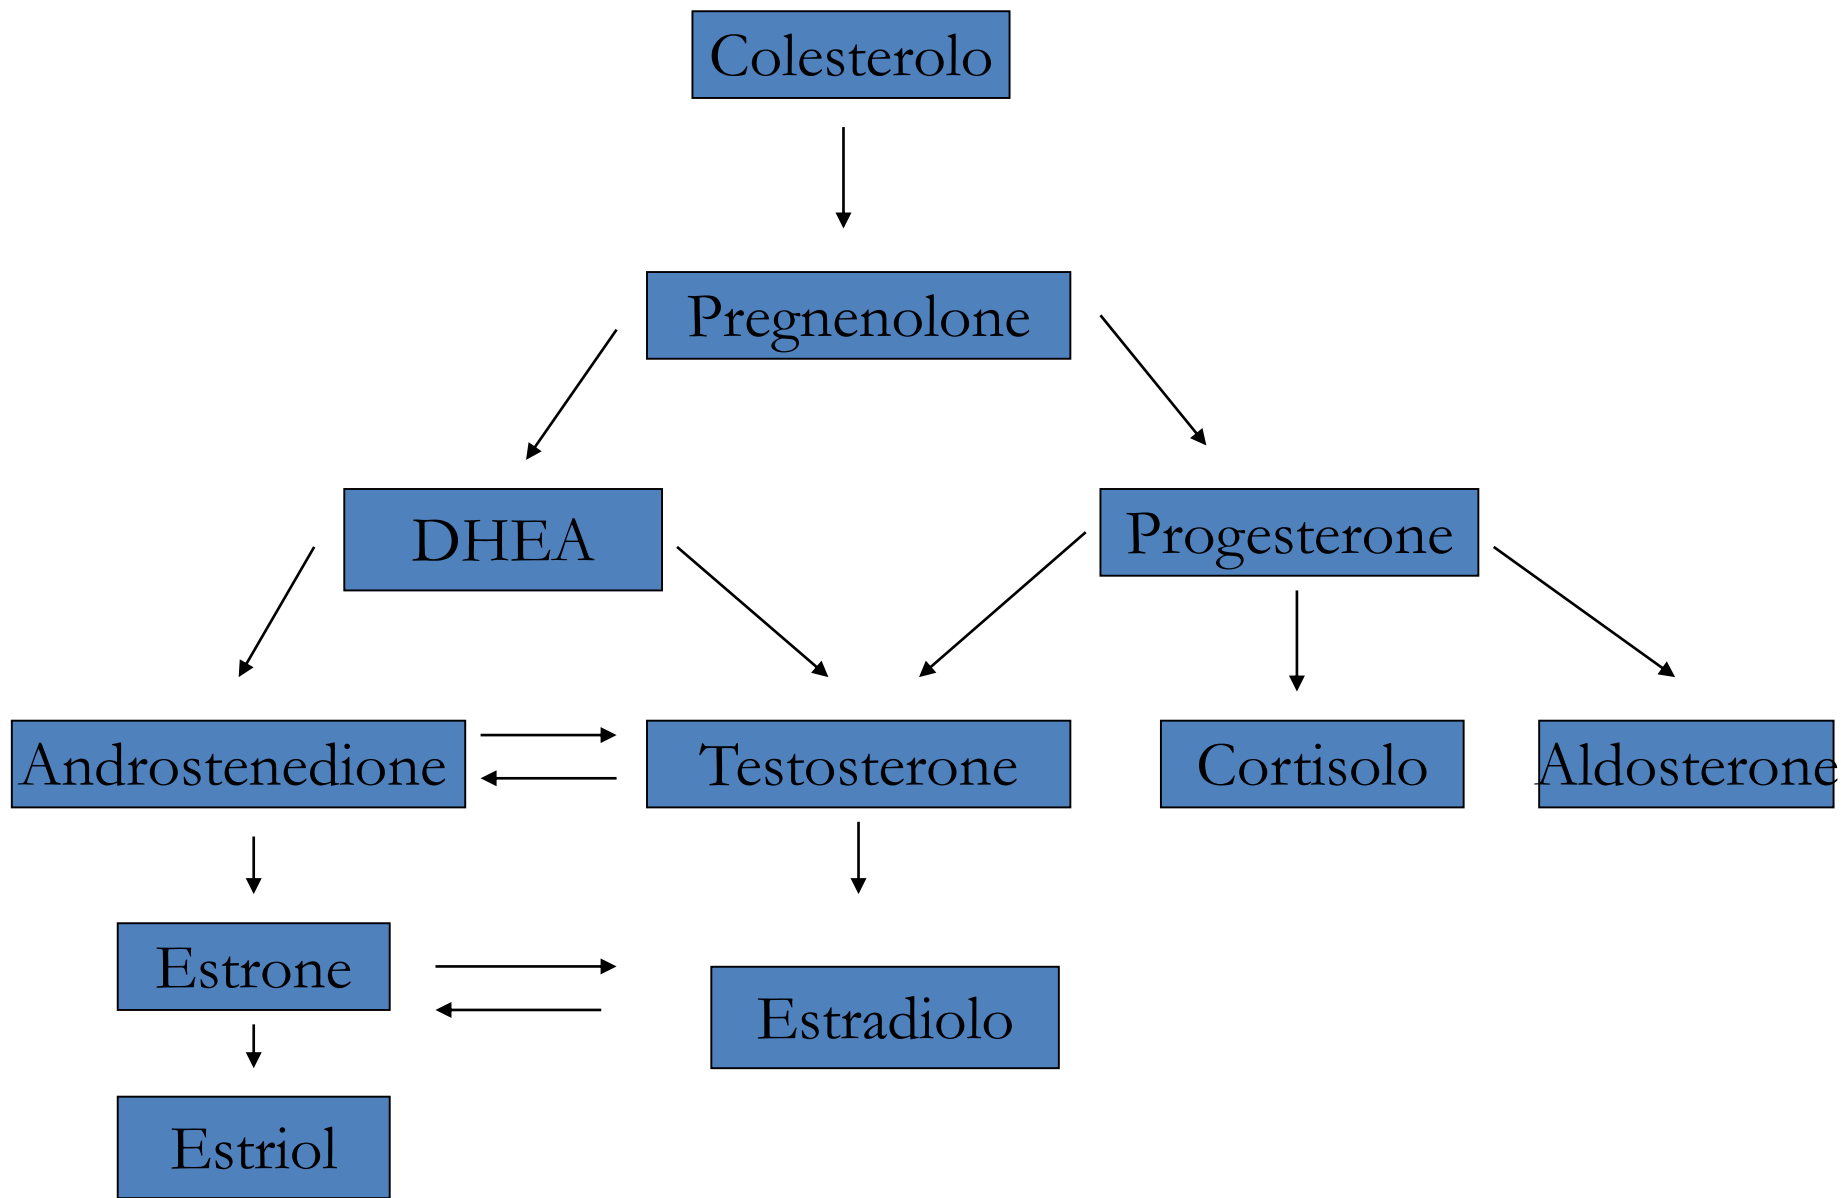 Colesterolo
Pregnenolone
DHEA
Progesterone
Androstenedione
Testosterone
Cortisolo
Aldosterone
Estrone
Estradiolo
Estriol